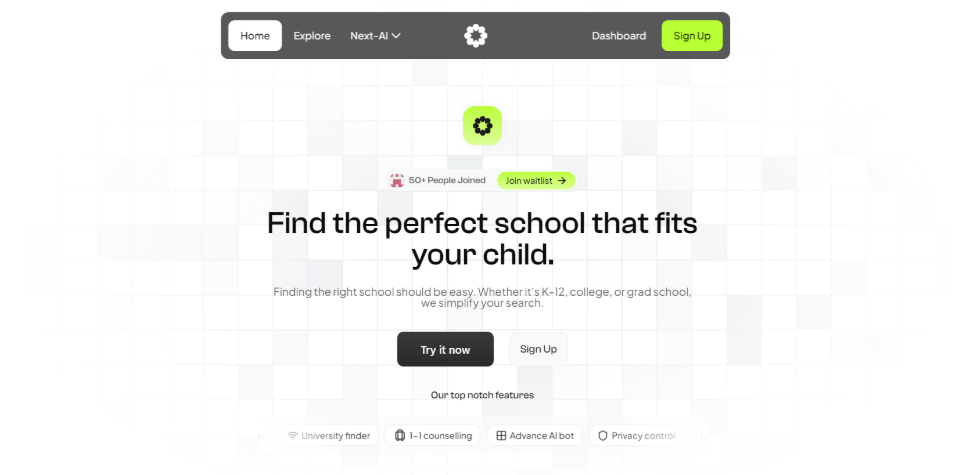 Home Explore Next-AI Dashboard Sign Up
50+ People Joined Join waitlist →
Find the perfect school that fits
your child.
Finding the right school should be easy. Whether it's K-12, college, or grad school,
we simplify your search.
Try it now Sign Up
Our top notch features
University finder 1-1 counselling Advance AI bot Privacy control